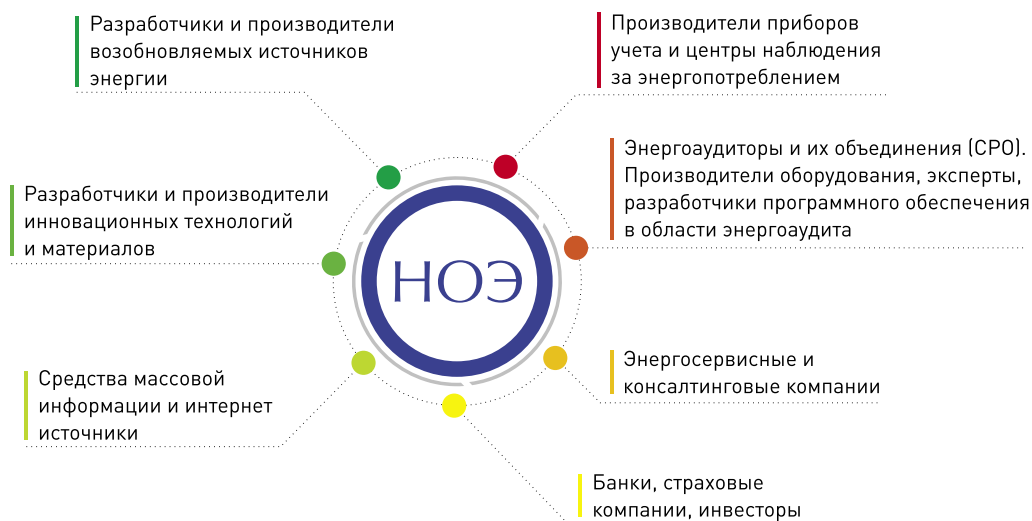 Разработчики и производители
возобновляемых источников
энергии
Производители приборов
учета и центры наблюдения
за энергопотреблением
Энергоаудиторы и их объединения (СРО).
Производители оборудования, эксперты,
разработчики программного обеспечения
в области энергоаудита
Разработчики и производители
инновационных технологий
и материалов
НОЭ
Энергосервисные и
консалтинговые компании
Средства массовой
информации и интернет
источники
Банки, страховые
компании, инвесторы